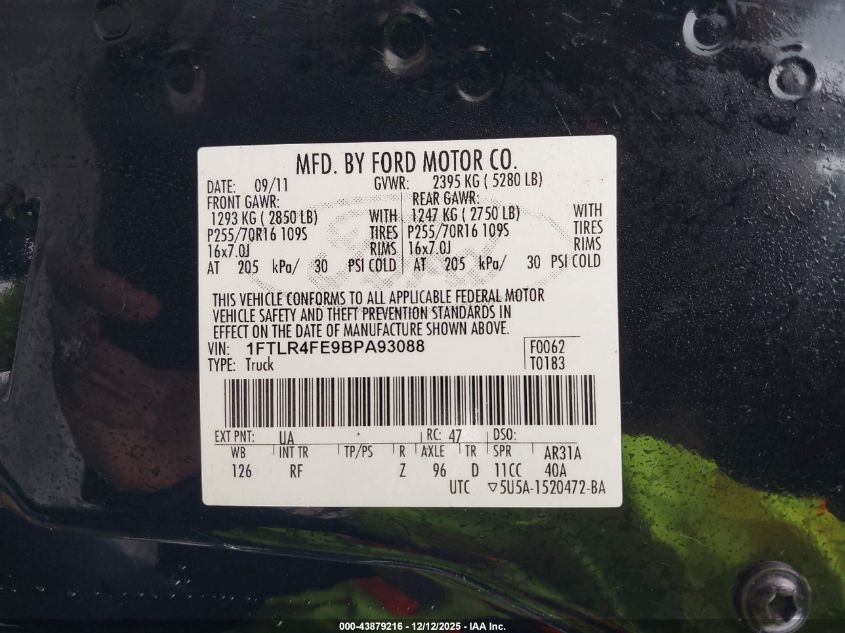 MFD. BY FORD MOTOR CO.
DATE: 09/11 GVWR: 2395 KG ( 5280 LB)
FRONT GAWR: REAR GAWR:
1293 KG ( 2850 LB) WITH 1247 KG ( 2750 LB) WITH
P255/70R16 109S TIRES P255/70R16 109S TIRES
16x7.0J RIMS 16x7.0J RIMS
AT 205 kPa/ 30 PSI COLD AT 205 kPa/ 30 PSI COLD
THIS VEHICLE CONFORMS TO ALL APPLICABLE FEDERAL MOTOR
VEHICLE SAFETY AND THEFT PREVENTION STANDARDS IN
EFFECT ON THE DATE OF MANUFACTURE SHOWN ABOVE.
VIN: 1FTLR4FE9BPA93088 F0062
TYPE: Truck T0183
EXT PNT: UA RC: 47 DSO:
WB INT TR TP/PS R AXLE TR SPR AR31A
126 RF Z 96 D 11CC 40A
UTC ▽5U5A-1520472-BA
000-43879216 - 12/12/2025 - IAA Inc.